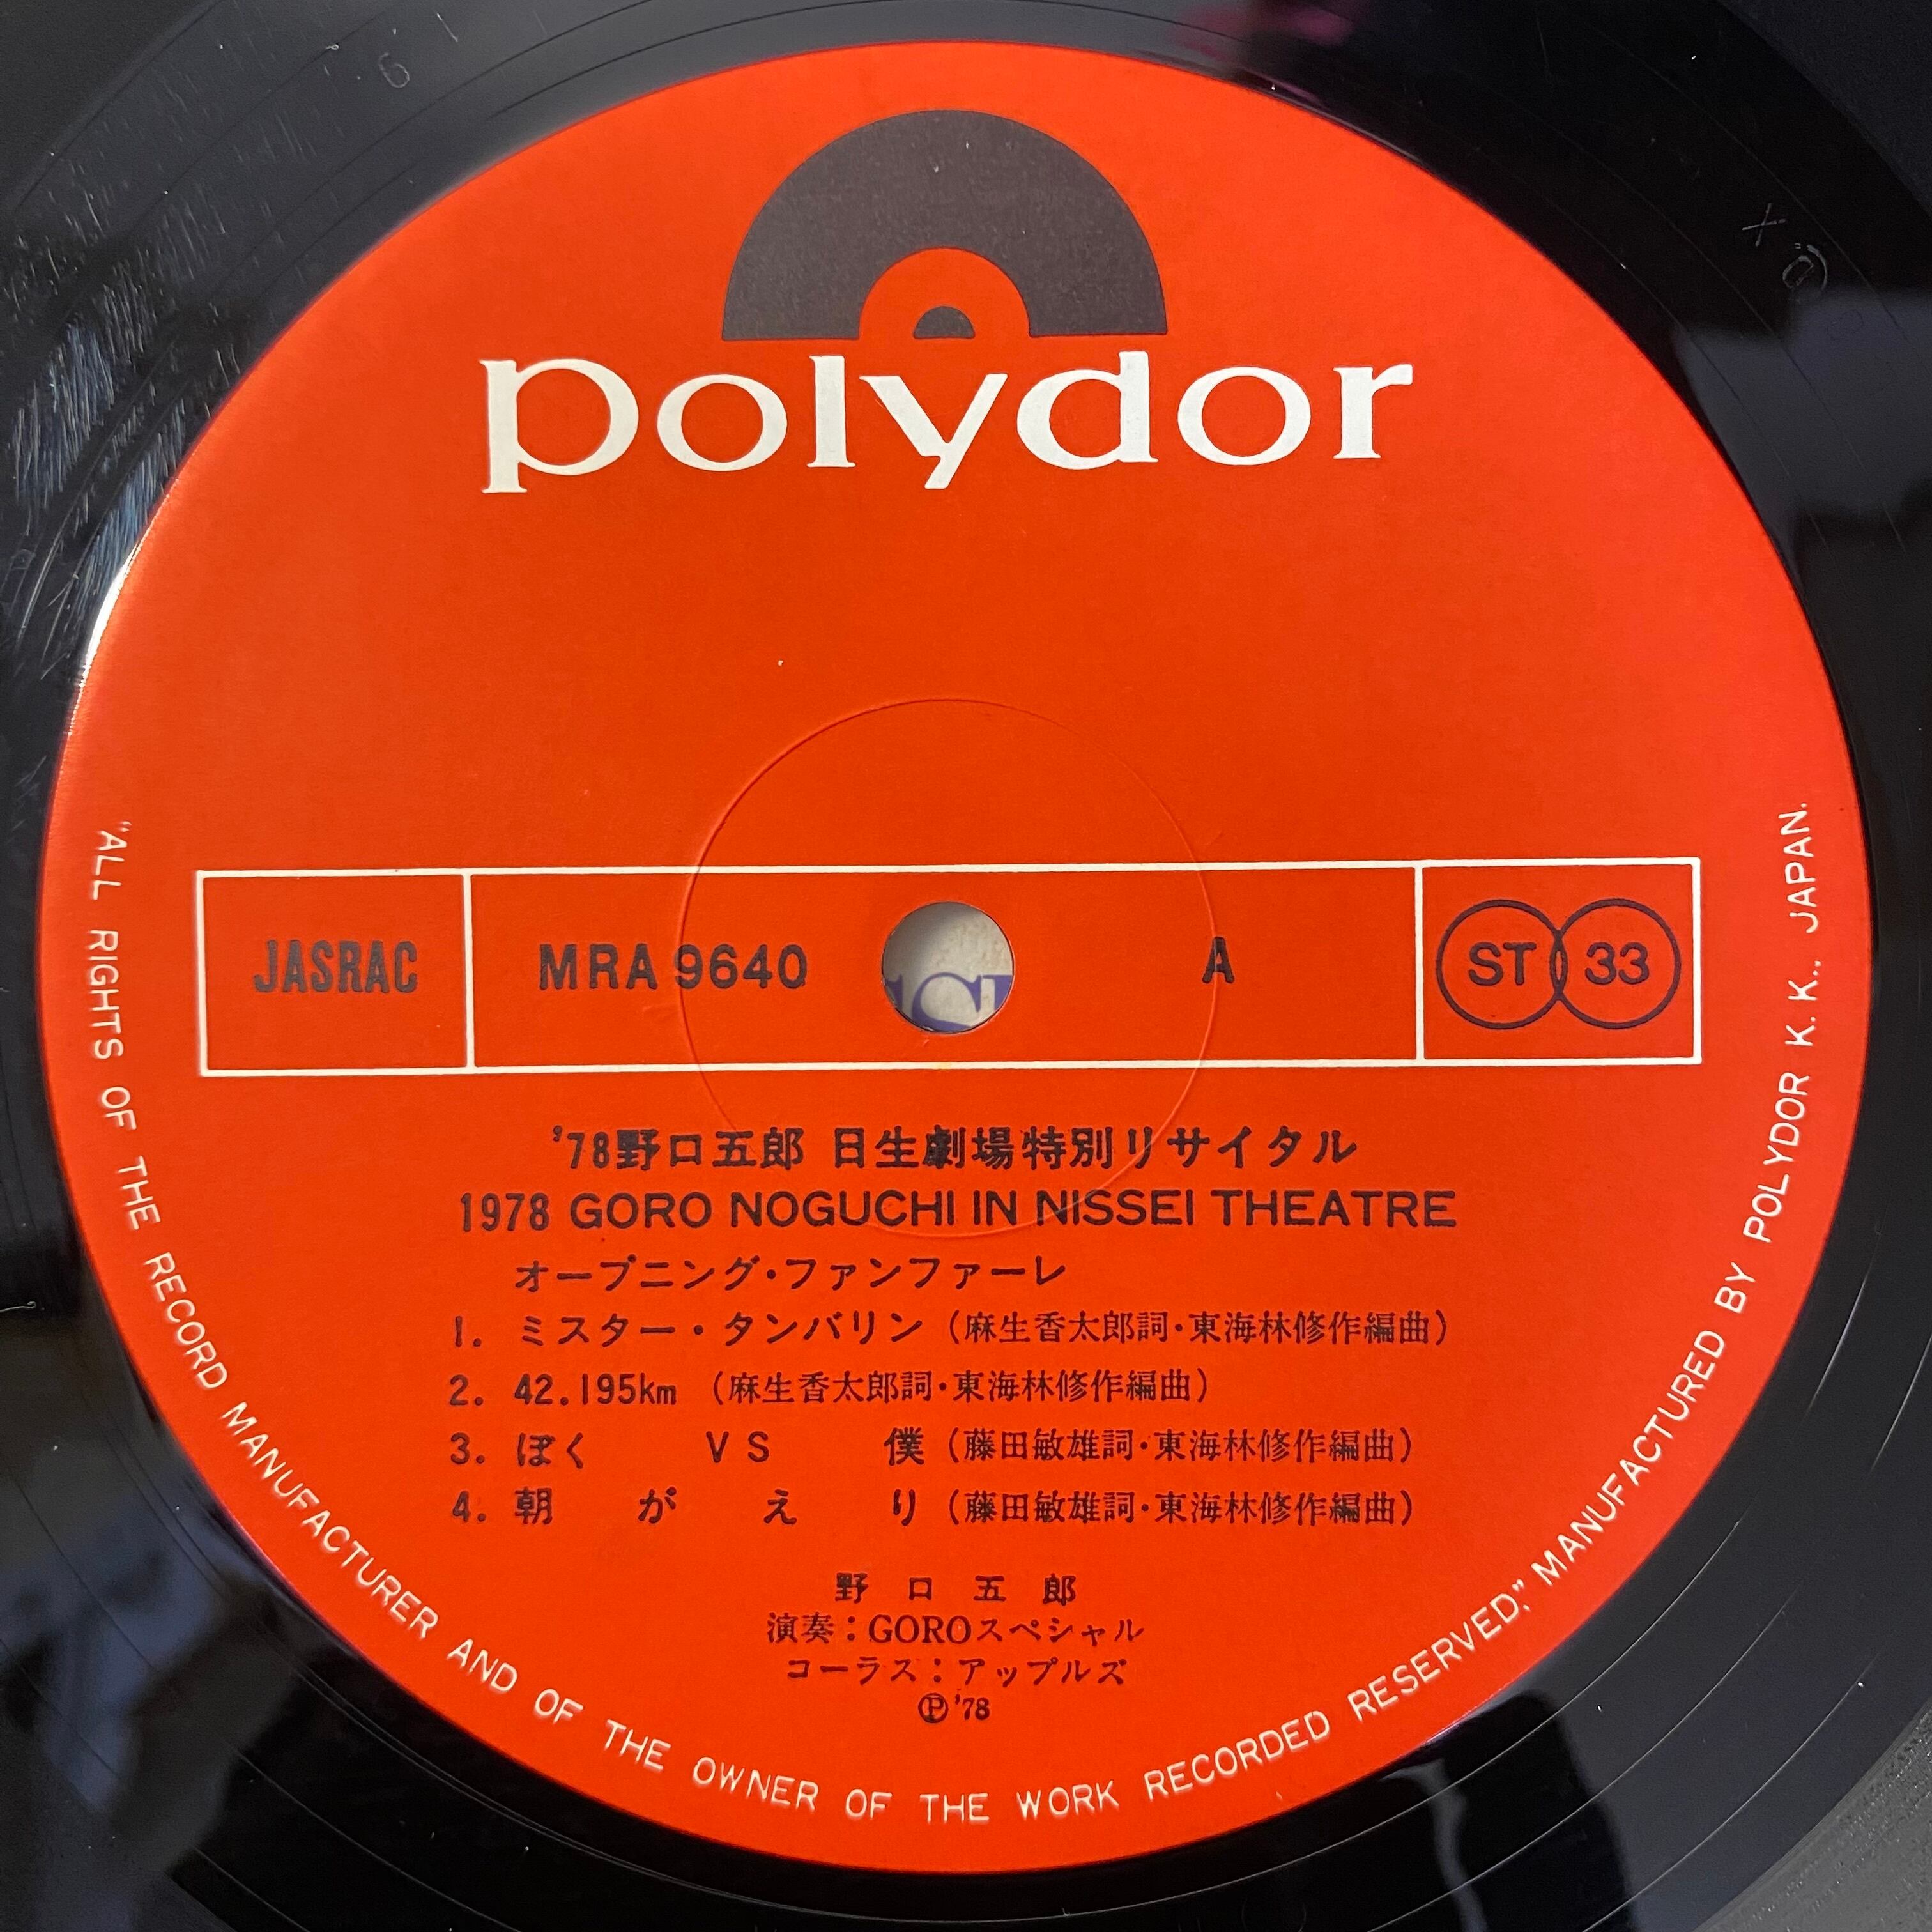 polydor
JASRAC
MRA 9640
A
ST 33
'78野口五郎 日生劇場特別リサイタル
1978 GORO NOGUCHI IN NISSEI THEATRE
オープニング・ファンファーレ
1. ミスター・タンバリン（麻生香太郎詞・東海林修作編曲）
2. 42.195km （麻生香太郎詞・東海林修作編曲）
3. ぼく VS 僕（藤田敏雄詞・東海林修作編曲）
4. 朝がえり（藤田敏雄詞・東海林修作編曲）
野口五郎
演奏：GOROスペシャル
コーラス：アップルズ
Ⓟ'78
"ALL RIGHTS OF THE RECORD MANUFACTURER AND OF THE OWNER OF THE WORK RECORDED RESERVED," MANUFACTURED BY POLYDOR K. K., JAPAN.